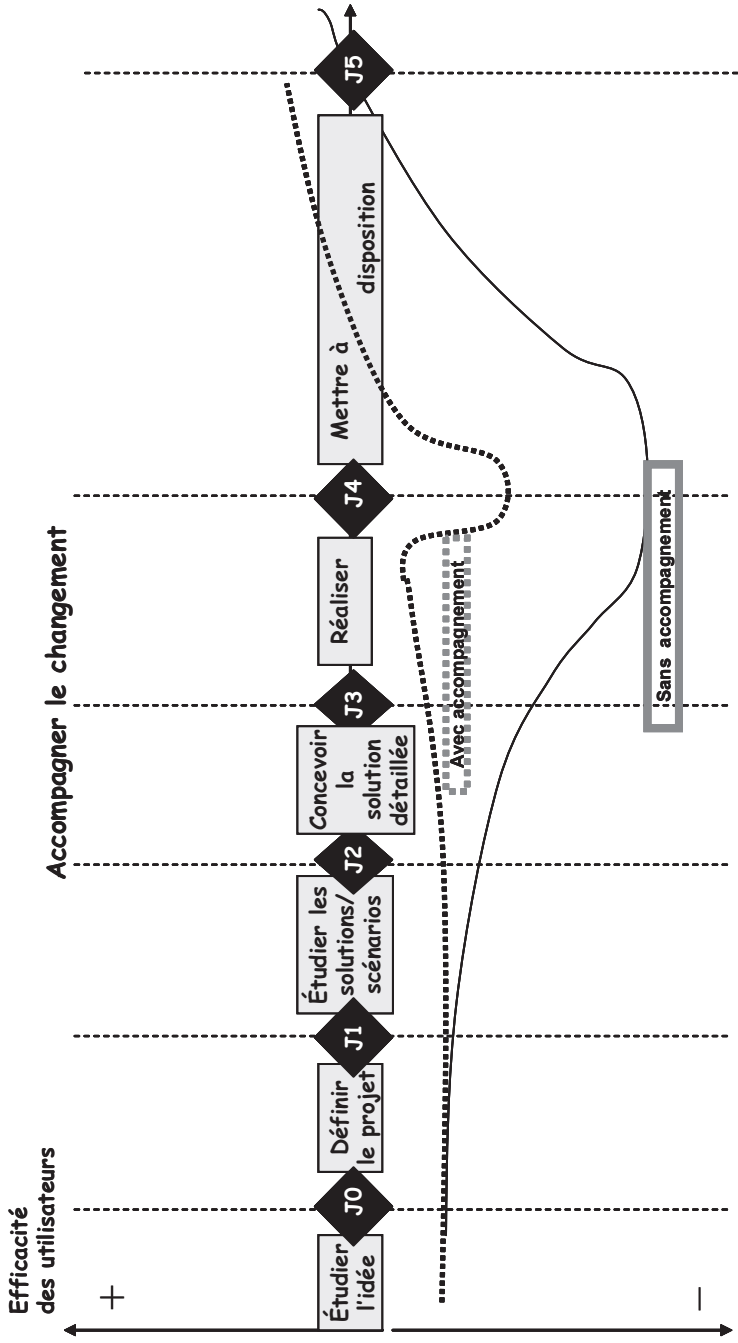 Accompagner le changement
Efficacité
des utilisateurs
+
Étudier
l'idée
J0
Définir
le projet
J1
Étudier les
solutions/
scénarios
J2
Concevoir
la
solution
détaillée
J3
Réaliser
J4
Mettre à
disposition
J5
Avec accompagnement
Sans accompagnement
–